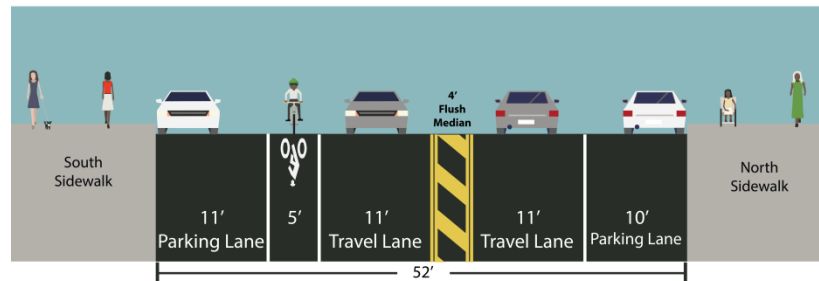 4'
Flush
Median
South
Sidewalk
North
Sidewalk
11'
Parking Lane
5'
11'
Travel Lane
11'
Travel Lane
10'
Parking Lane
52'